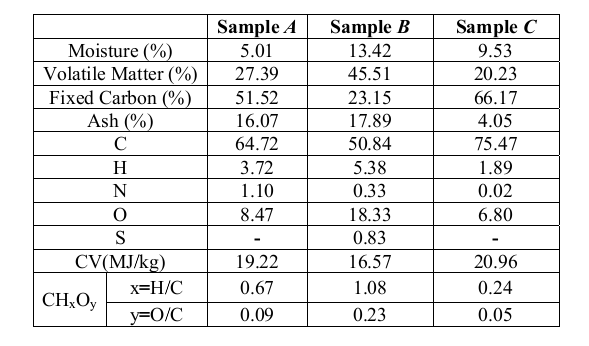 Sample A Sample B Sample C
Moisture (%) 5.01 13.42 9.53
Volatile Matter (%) 27.39 45.51 20.23
Fixed Carbon (%) 51.52 23.15 66.17
Ash (%) 16.07 17.89 4.05
C 64.72 50.84 75.47
H 3.72 5.38 1.89
N 1.10 0.33 0.02
O 8.47 18.33 6.80
S - 0.83 -
CV(MJ/kg) 19.22 16.57 20.96
CHxOy x=H/C 0.67 1.08 0.24
y=O/C 0.09 0.23 0.05